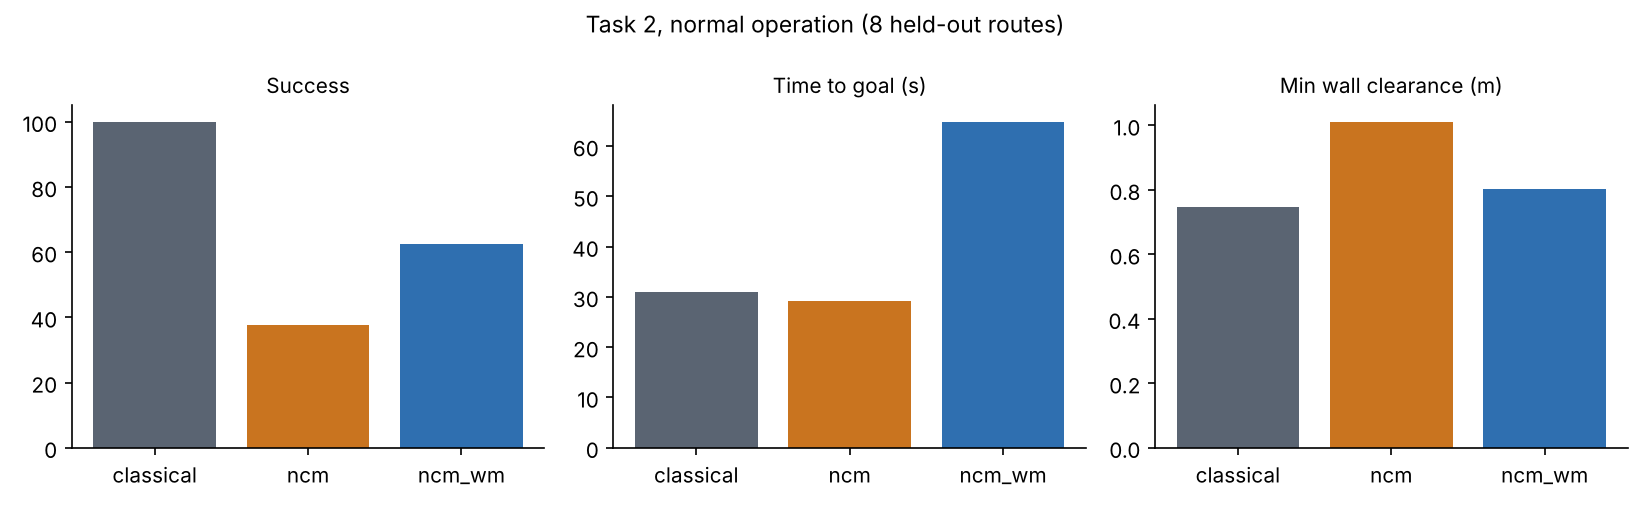 Task 2, normal operation (8 held-out routes)
Success
100
80
60
40
20
0
classical ncm ncm_wm
Time to goal (s)
60
50
40
30
20
10
0
classical ncm ncm_wm
Min wall clearance (m)
1.0
0.8
0.6
0.4
0.2
0.0
classical ncm ncm_wm